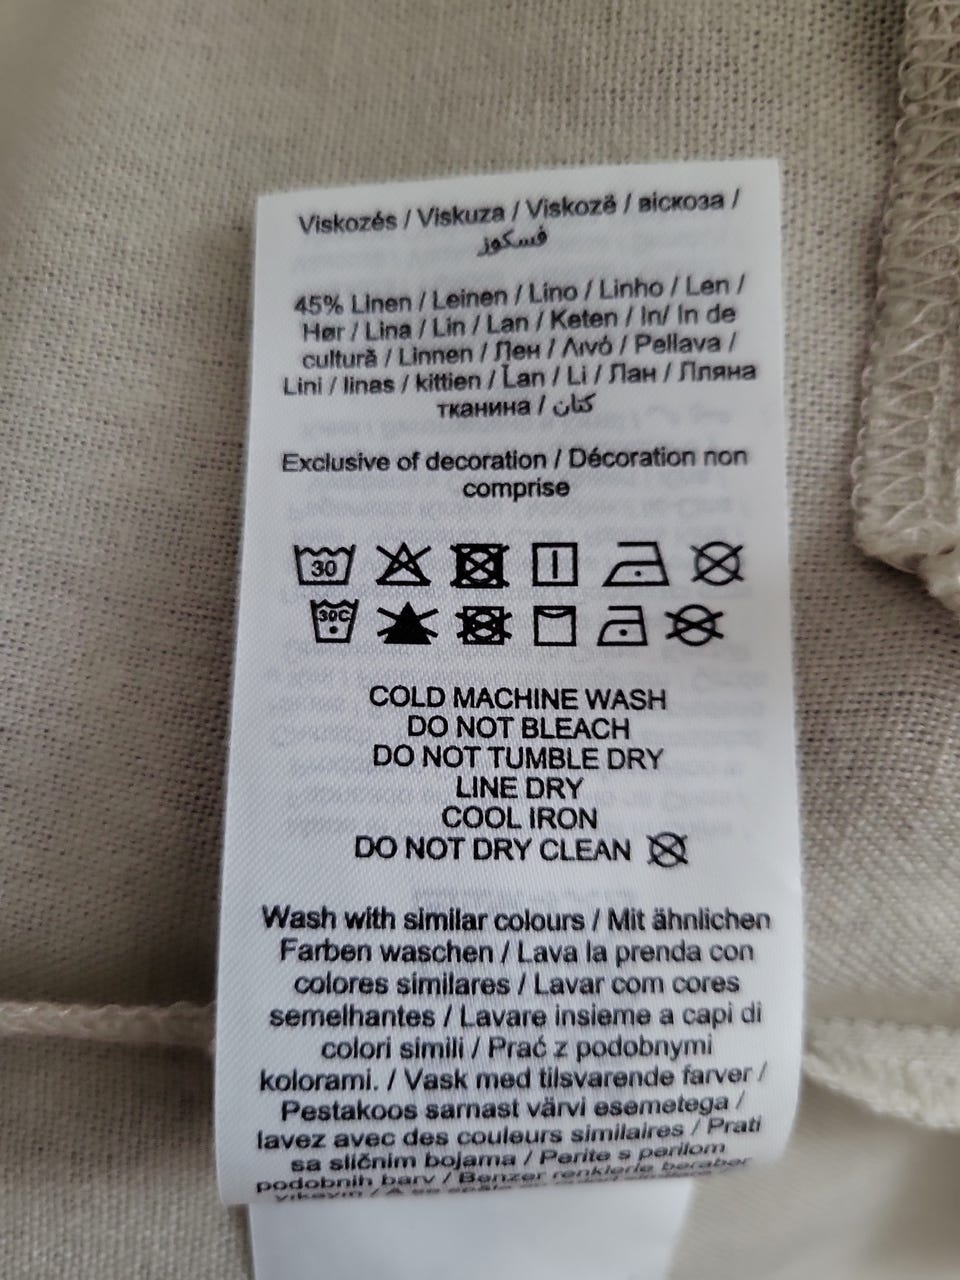 Viskozés / Viskuza / Viskozë / віскоза /
فسكوز
45% Linen / Leinen / Lino / Linho / Len /
Hør / Lina / Lin / Lan / Keten / In/ In de
cultură / Linnen / Лен / Λινό / Pellava /
Lini / linas / kittien / Ļan / Li / Лан / Лляна
тканина / كتان
Exclusive of decoration / Décoration non
comprise
30
30C
COLD MACHINE WASH
DO NOT BLEACH
DO NOT TUMBLE DRY
LINE DRY
COOL IRON
DO NOT DRY CLEAN
Wash with similar colours / Mit ähnlichen
Farben waschen / Lava la prenda con
colores similares / Lavar com cores
semelhantes / Lavare insieme a capi di
colori simili / Prać z podobnymi
kolorami. / Vask med tilsvarende farver /
Pestakoos sarnast värvi esemetega /
lavez avec des couleurs similaires / Prati
sa sličnim bojama / Perite s perilom
podobnih barv / Benzer renklerle beraber